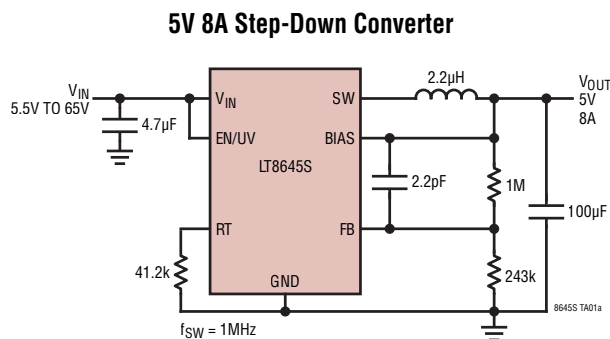 5V 8A Step-Down Converter
VIN
5.5V TO 65V
4.7µF
VIN
EN/UV
LT8645S
RT
GND
SW
BIAS
FB
41.2k
fSW = 1MHz
2.2µH
2.2pF
1M
243k
VOUT
5V
8A
100µF
8645S TA01a